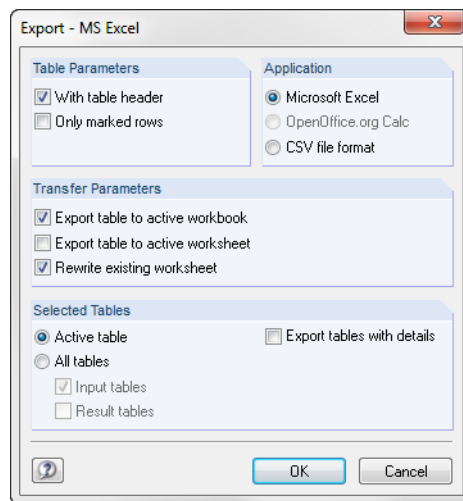 Export - MS Excel
Table Parameters
With table header
Only marked rows
Application
Microsoft Excel
OpenOffice.org Calc
CSV file format
Transfer Parameters
Export table to active workbook
Export table to active worksheet
Rewrite existing worksheet
Selected Tables
Active table
All tables
Input tables
Result tables
Export tables with details
OK
Cancel